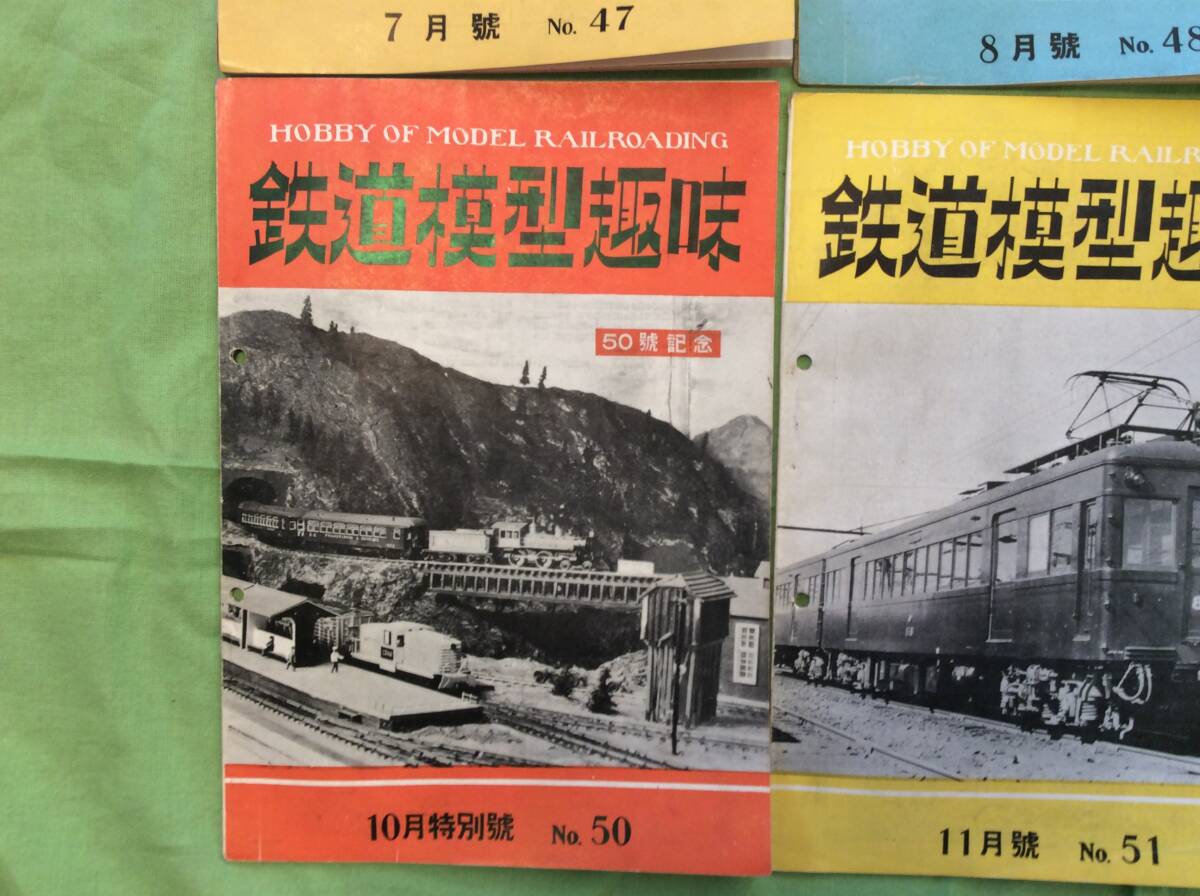 7月號 No. 47
8月號 No. 48
HOBBY OF MODEL RAILROADING
鉄道模型趣味
50號記念
10月特別號 No. 50
HOBBY OF MODEL RAILR
鉄道模型趣
11月號 No. 51